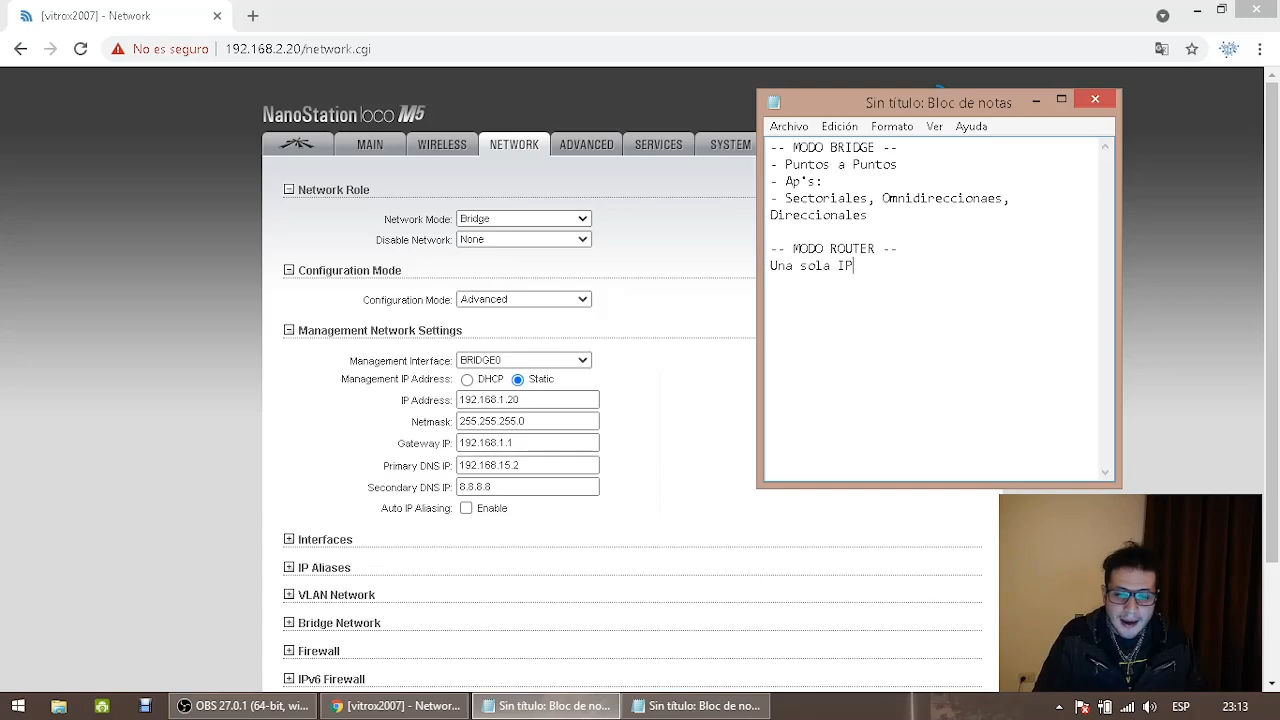 [vitrox2007] - Network
No es seguro
192.168.2.20/network.cgi
NanoStation loco M5
MAIN
WIRELESS
NETWORK
ADVANCED
SERVICES
SYSTEM
Network Role
Network Mode: Bridge
Disable Network: None
Configuration Mode
Configuration Mode: Advanced
Management Network Settings
Management Interface: BRIDGE0
Management IP Address: DHCP Static
IP Address: 192.168.1.20
Netmask: 255.255.255.0
Gateway IP: 192.168.1.1
Primary DNS IP: 192.168.15.2
Secondary DNS IP: 8.8.8.8
Auto IP Aliasing: Enable
Interfaces
IP Aliases
VLAN Network
Bridge Network
Firewall
IPv6 Firewall
Sin título: Bloc de notas
Archivo Edición Formato Ver Ayuda
-- MODO BRIDGE --
- Puntos a Puntos
- Ap's:
- Sectoriales, Omnidireccionaes,
Direccionales
-- MODO ROUTER --
Una sola IP
OBS 27.0.1 (64-bit, wi...
[vitrox2007] - Networ...
Sin título: Bloc de no...
Sin título: Bloc de no...
ESP
23:13